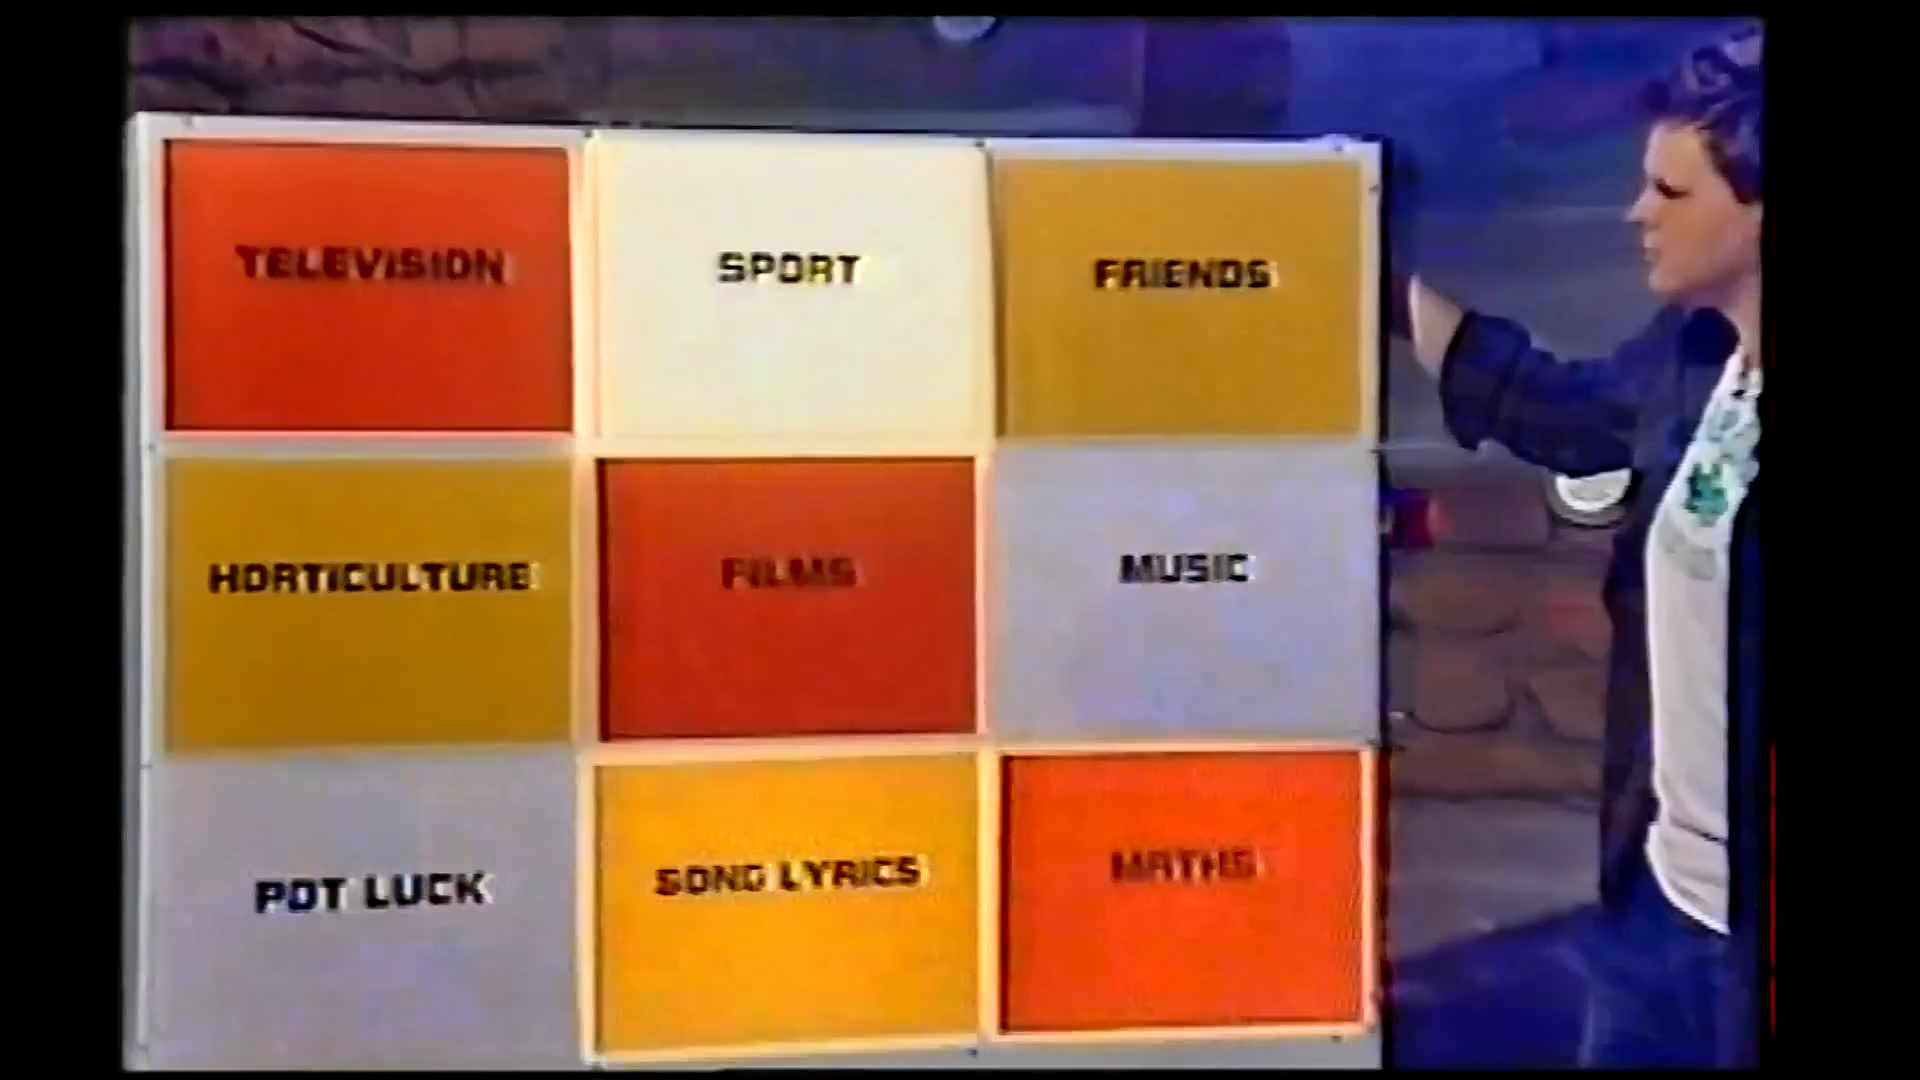 TELEVISION
SPORT
FRIENDS
HORTICULTURE
FILMS
MUSIC
POT LUCK
SONG LYRICS
MATHS